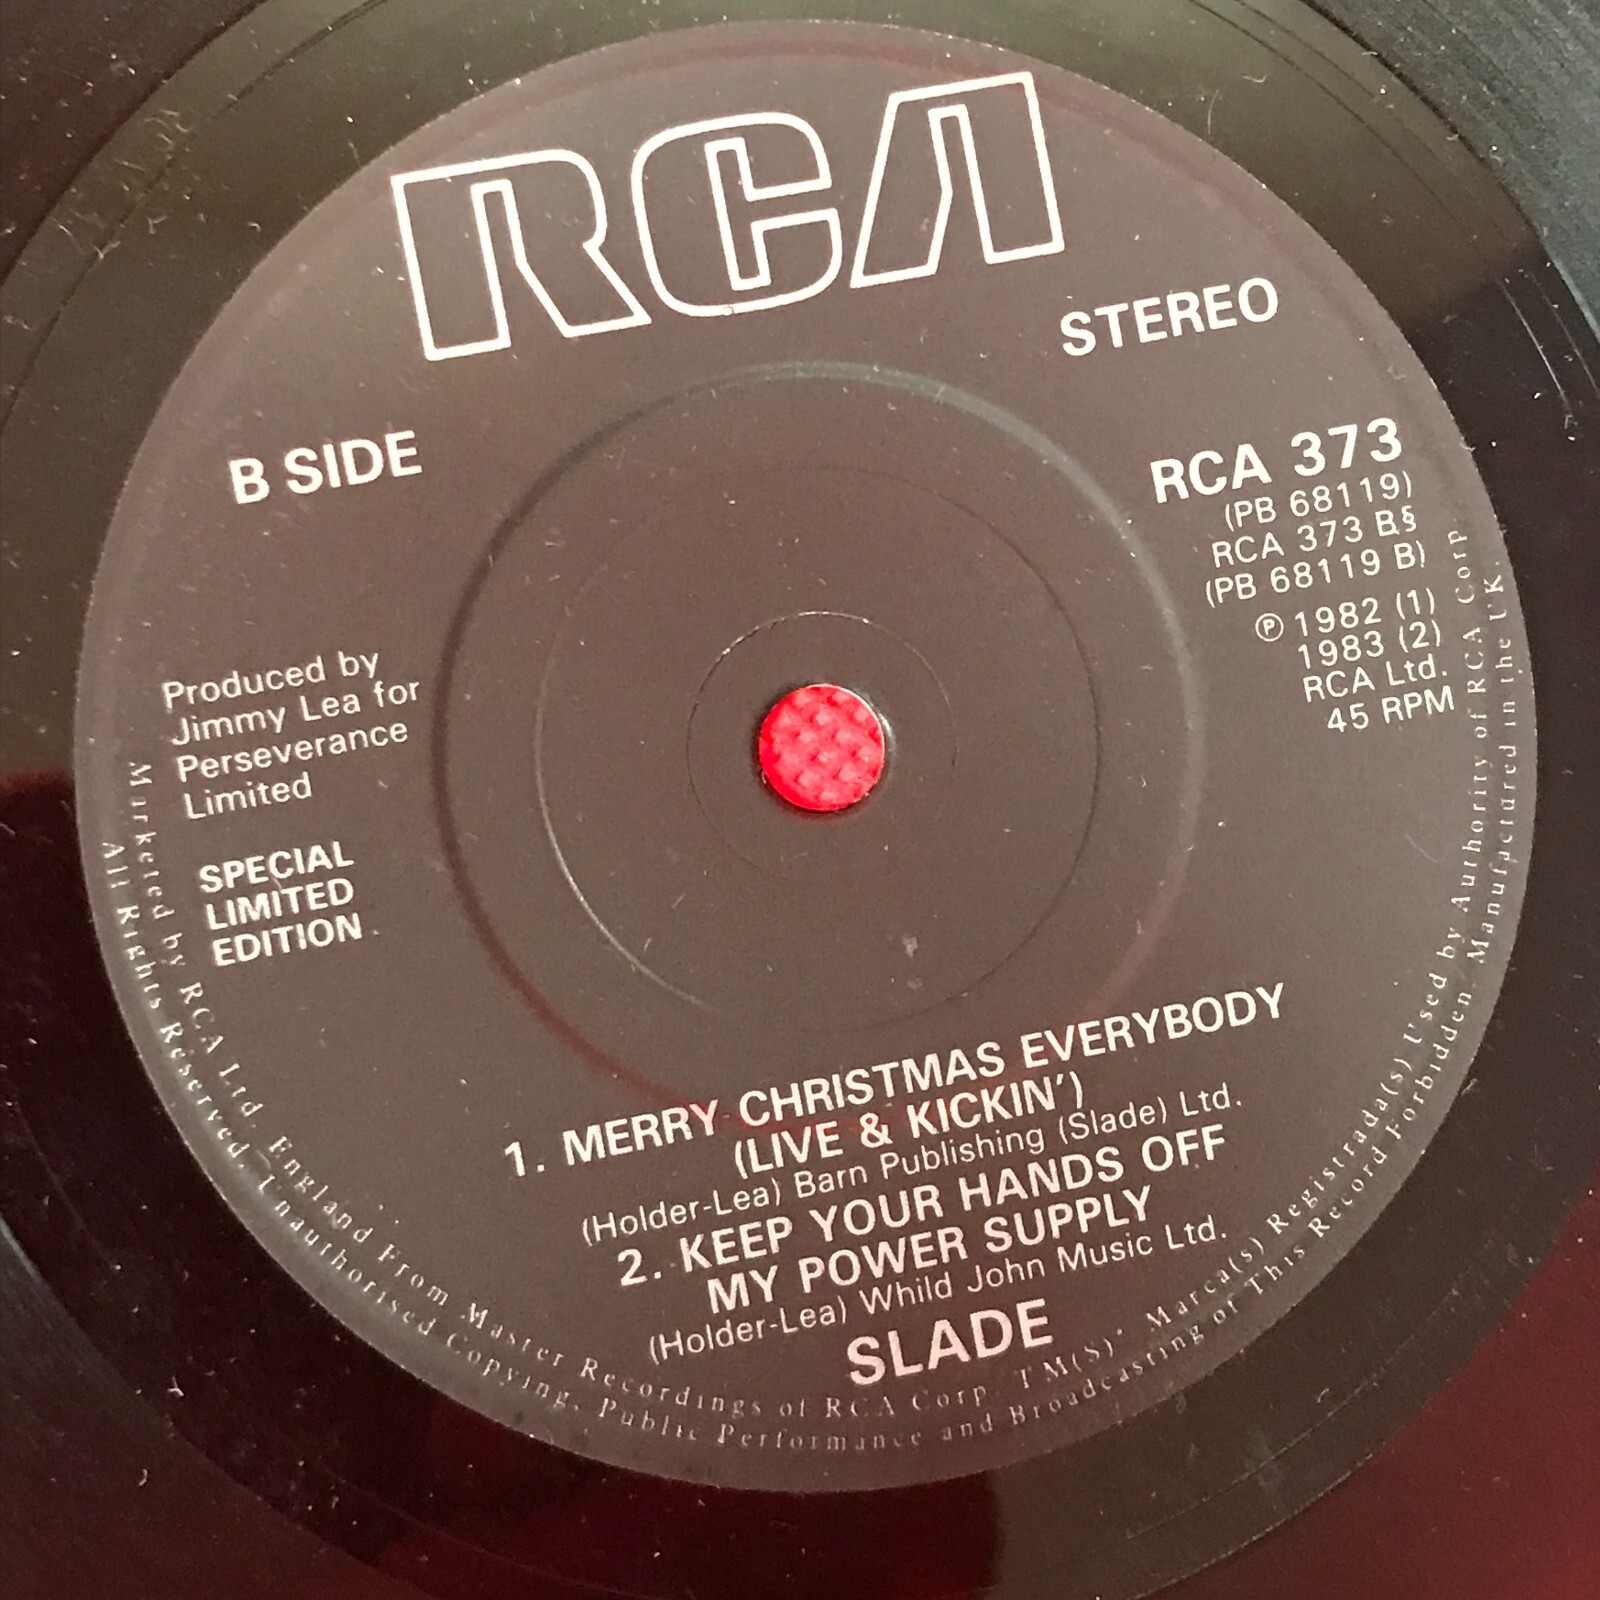 RCA
STEREO
B SIDE
RCA 373
(PB 68119)
RCA 373 B§
(PB 68119 B)
℗ 1982 (1)
1983 (2)
RCA Ltd.
45 RPM
Produced by
Jimmy Lea for
Perseverance
Limited
SPECIAL
LIMITED
EDITION
1. MERRY CHRISTMAS EVERYBODY
(LIVE & KICKIN')
(Holder-Lea) Barn Publishing (Slade) Ltd.
2. KEEP YOUR HANDS OFF
MY POWER SUPPLY
(Holder-Lea) Whild John Music Ltd.
SLADE
Marketed by RCA Ltd. England From Master Recordings of RCA Corp. TM(S)® Marca(s) Registrada(s) Used by Authority of RCA Corp
All Rights Reserved. Unauthorised Copying, Public Performance and Broadcasting of This Record Forbidden. Manufactured in the UK.